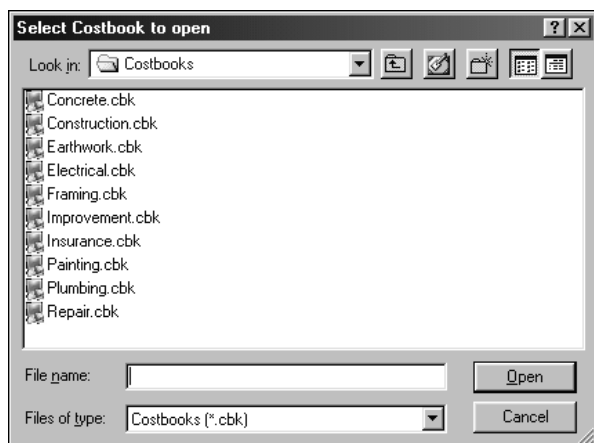 Select Costbook to open
Look in: Costbooks
Concrete.cbk
Construction.cbk
Earthwork.cbk
Electrical.cbk
Framing.cbk
Improvement.cbk
Insurance.cbk
Painting.cbk
Plumbing.cbk
Repair.cbk
File name: Open
Files of type: Costbooks (*.cbk) Cancel